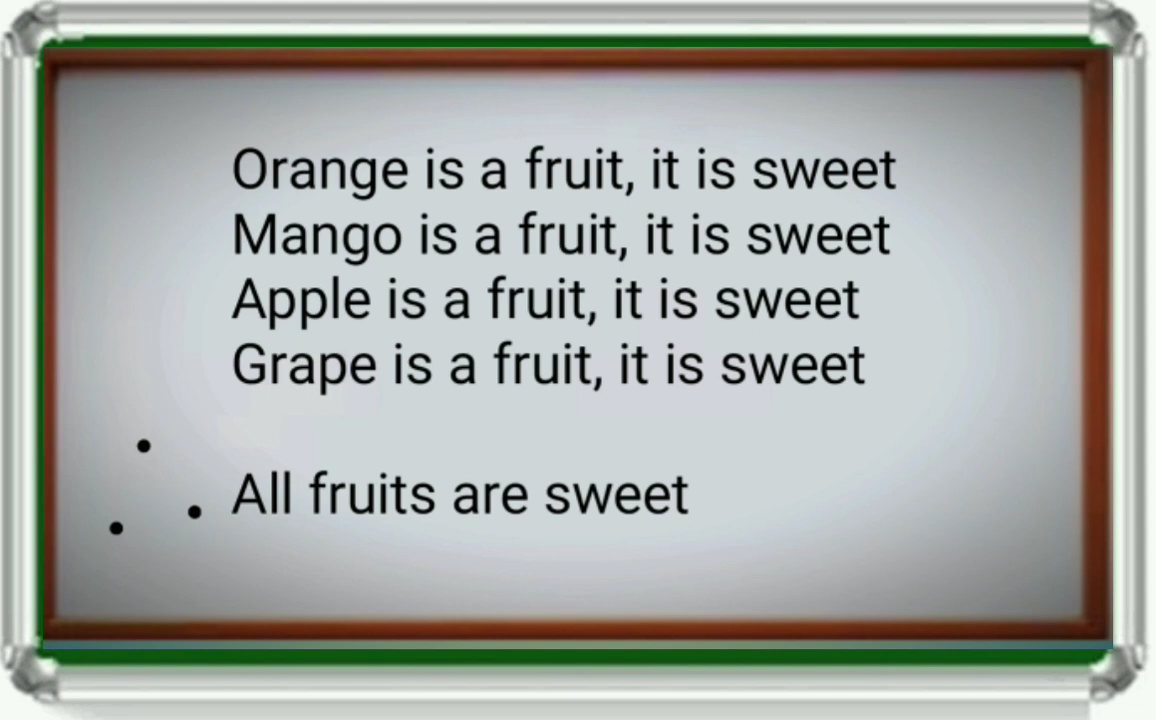 Orange is a fruit, it is sweet
Mango is a fruit, it is sweet
Apple is a fruit, it is sweet
Grape is a fruit, it is sweet
∴ All fruits are sweet